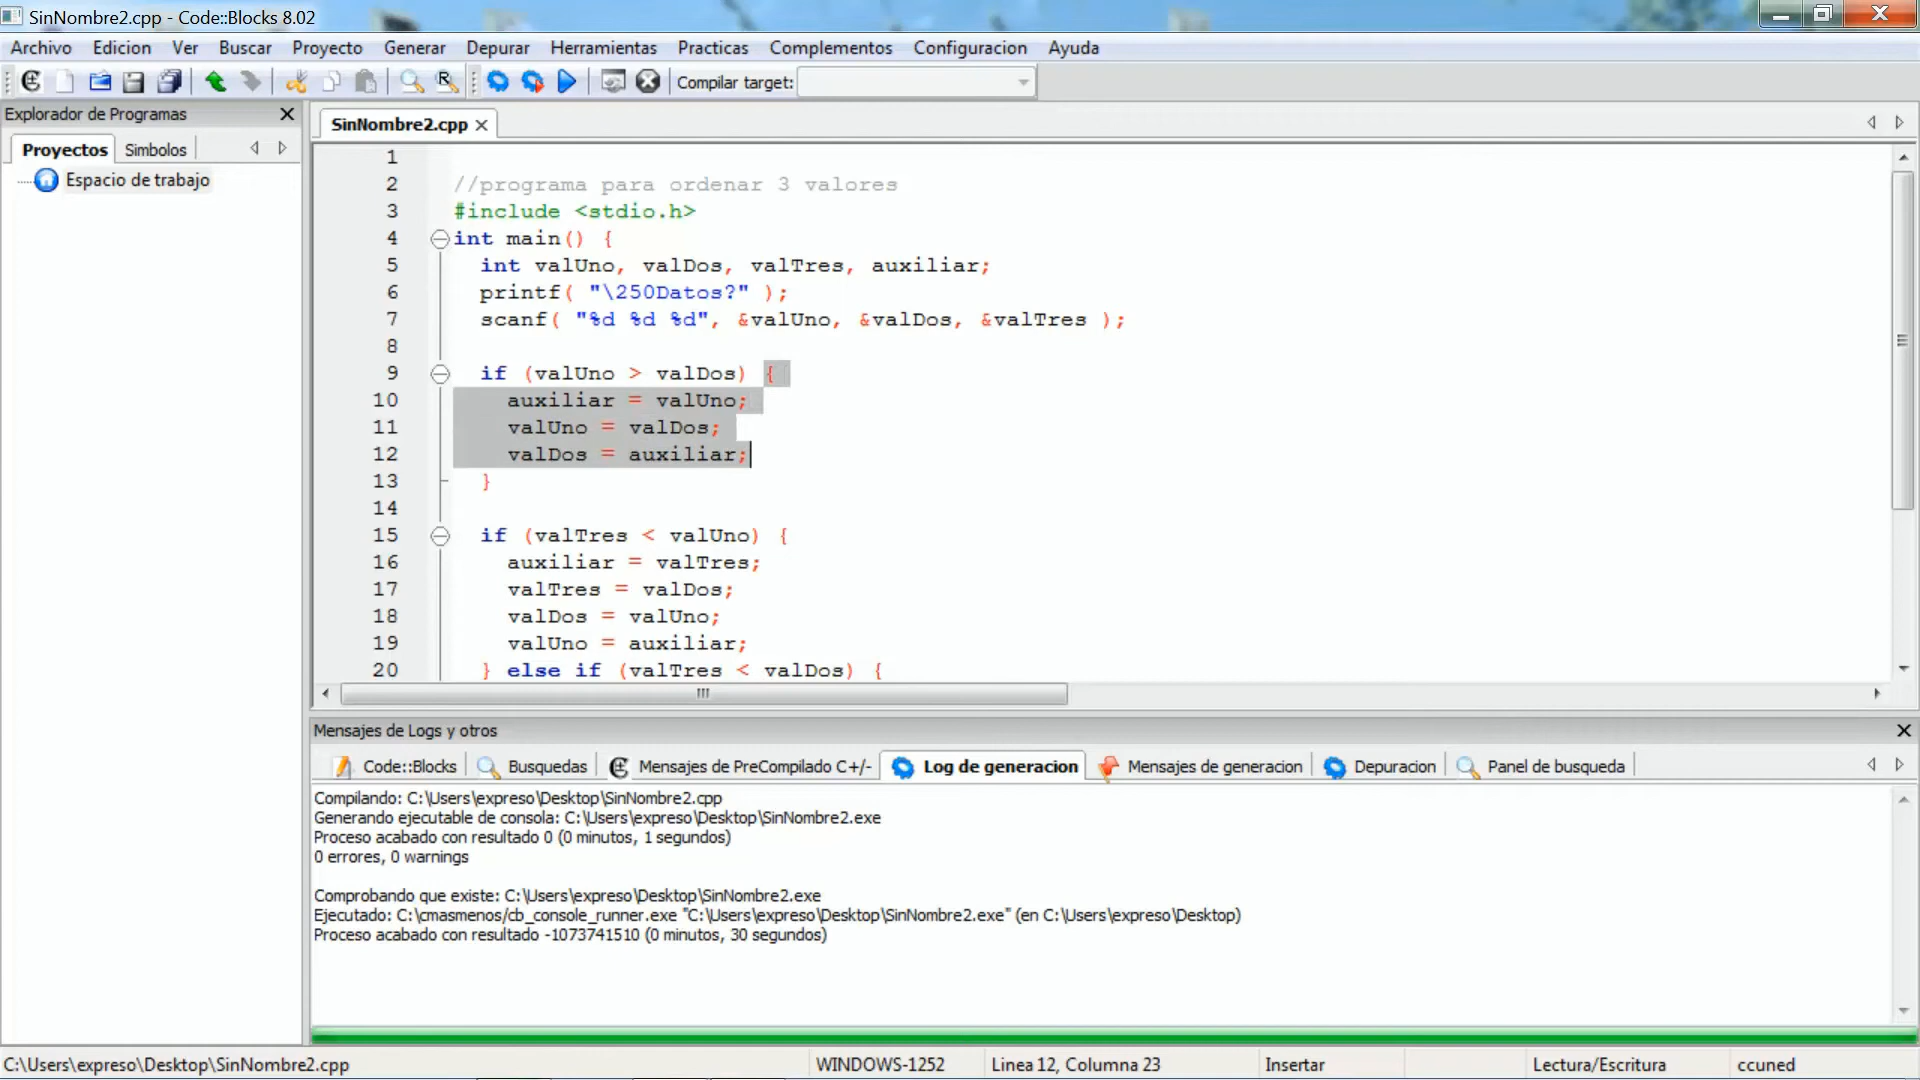 SinNombre2.cpp - Code::Blocks 8.02
Archivo Edicion Ver Buscar Proyecto Generar Depurar Herramientas Practicas Complementos Configuracion Ayuda
Compilar target:
Explorador de Programas
Proyectos Simbolos
Espacio de trabajo
SinNombre2.cpp
1
2 //programa para ordenar 3 valores
3 #include <stdio.h>
4 int main() {
5 int valUno, valDos, valTres, auxiliar;
6 printf( "\250Datos?" );
7 scanf( "%d %d %d", &valUno, &valDos, &valTres );
8
9 if (valUno > valDos) {
10 auxiliar = valUno;
11 valUno = valDos;
12 valDos = auxiliar;
13 }
14
15 if (valTres < valUno) {
16 auxiliar = valTres;
17 valTres = valDos;
18 valDos = valUno;
19 valUno = auxiliar;
20 } else if (valTres < valDos) {
Mensajes de Logs y otros
Code::Blocks Busquedas Mensajes de PreCompilado C+/- Log de generacion Mensajes de generacion Depuracion Panel de busqueda
Compilando: C:\Users\expreso\Desktop\SinNombre2.cpp
Generando ejecutable de consola: C:\Users\expreso\Desktop\SinNombre2.exe
Proceso acabado con resultado 0 (0 minutos, 1 segundos)
0 errores, 0 warnings
Comprobando que existe: C:\Users\expreso\Desktop\SinNombre2.exe
Ejecutado: C:\cmasmenos/cb_console_runner.exe "C:\Users\expreso\Desktop\SinNombre2.exe" (en C:\Users\expreso\Desktop)
Proceso acabado con resultado -1073741510 (0 minutos, 30 segundos)
C:\Users\expreso\Desktop\SinNombre2.cpp WINDOWS-1252 Linea 12, Columna 23 Insertar Lectura/Escritura ccuned